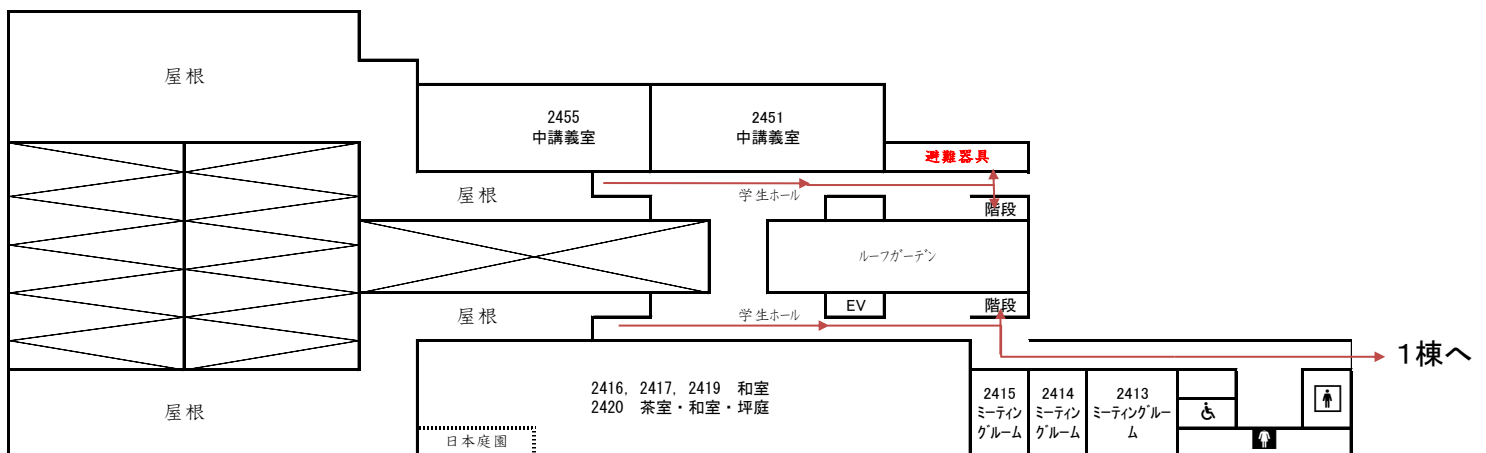 屋根
2455
中講義室
2451
中講義室
避難器具
屋根
学生ホール
階段
ルーフガーデン
屋根
学生ホール
EV
階段
1棟へ
屋根
2416, 2417, 2419 和室
2420 茶室・和室・坪庭
日本庭園
2415
ミーティン
グルーム
2414
ミーティン
グルーム
2413
ミーティングルー
ム